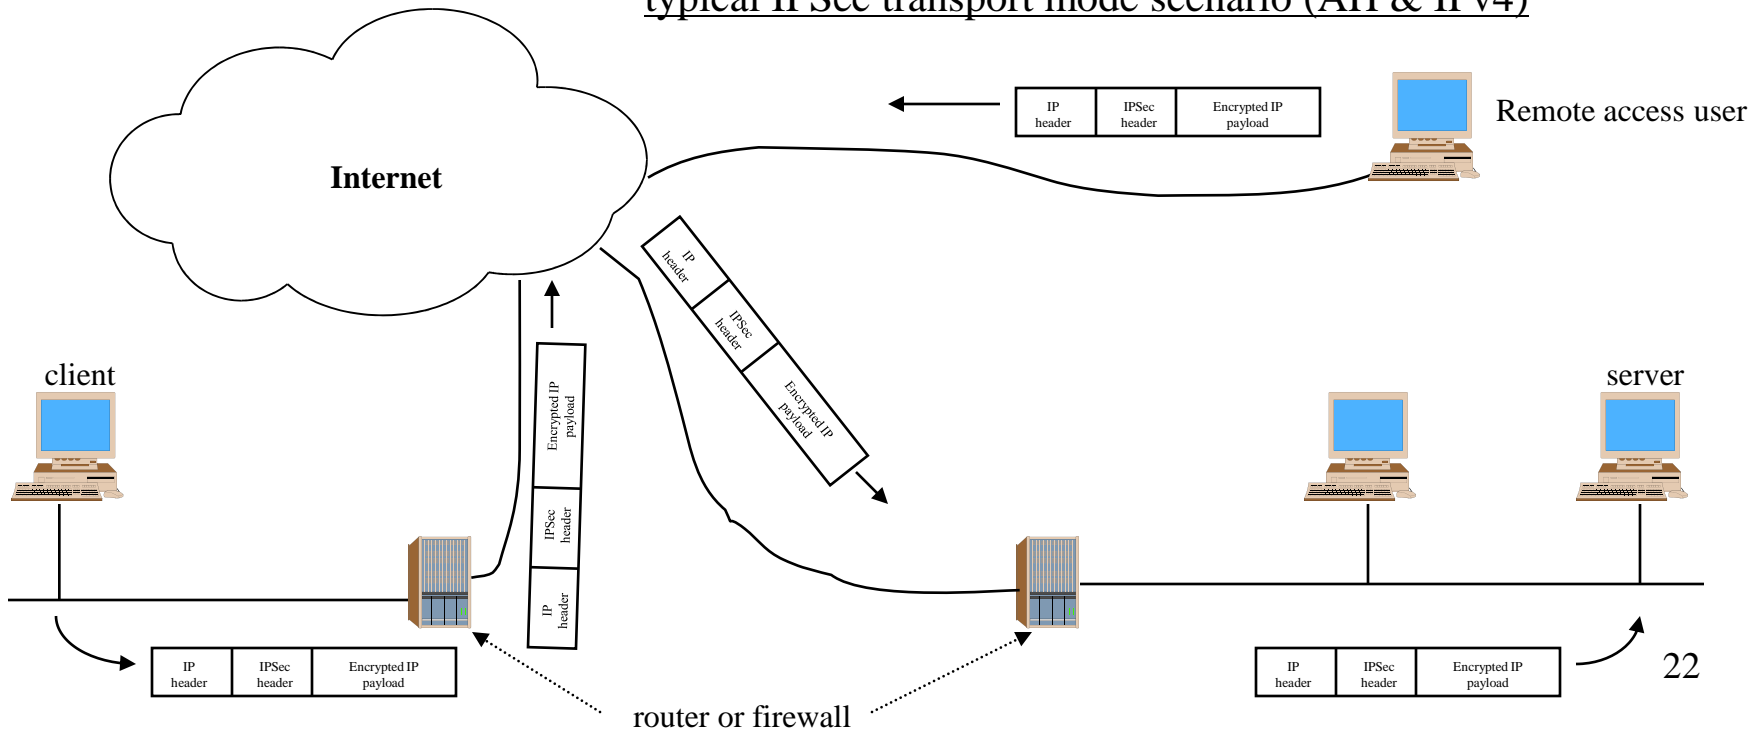 typical IPSec transport mode scenario (AH & IPv4)
IP
header
IPSec
header
Encrypted IP
payload
Remote access user
Internet
IP
header
IPSec
header
Encrypted IP
payload
client
Encrypted IP
payload
IPSec
header
IP
header
server
IP
header
IPSec
header
Encrypted IP
payload
IP
header
IPSec
header
Encrypted IP
payload
22
router or firewall